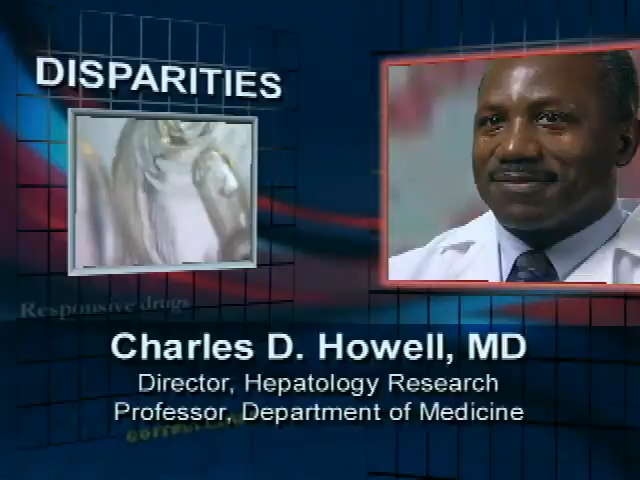 DISPARITIES
Responsive drugs
Charles D. Howell, MD
Director, Hepatology Research
Professor, Department of Medicine